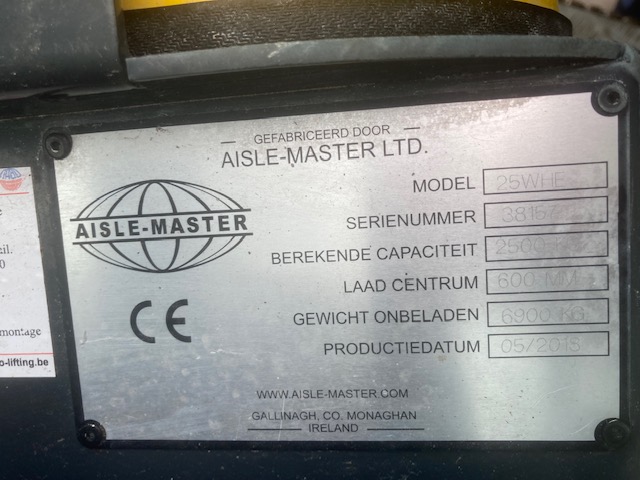 GEFABRICEERD DOOR
AISLE-MASTER LTD.
AISLE-MASTER
MODEL 25WHE
SERIENUMMER
BEREKENDE CAPACITEIT 2500
LAAD CENTRUM 600 MM
GEWICHT ONBELADEN 6900 KG
PRODUCTIEDATUM
CE
WWW.AISLE-MASTER.COM
GALLINAGH, CO. MONAGHAN
IRELAND
montage
o-lifting.be